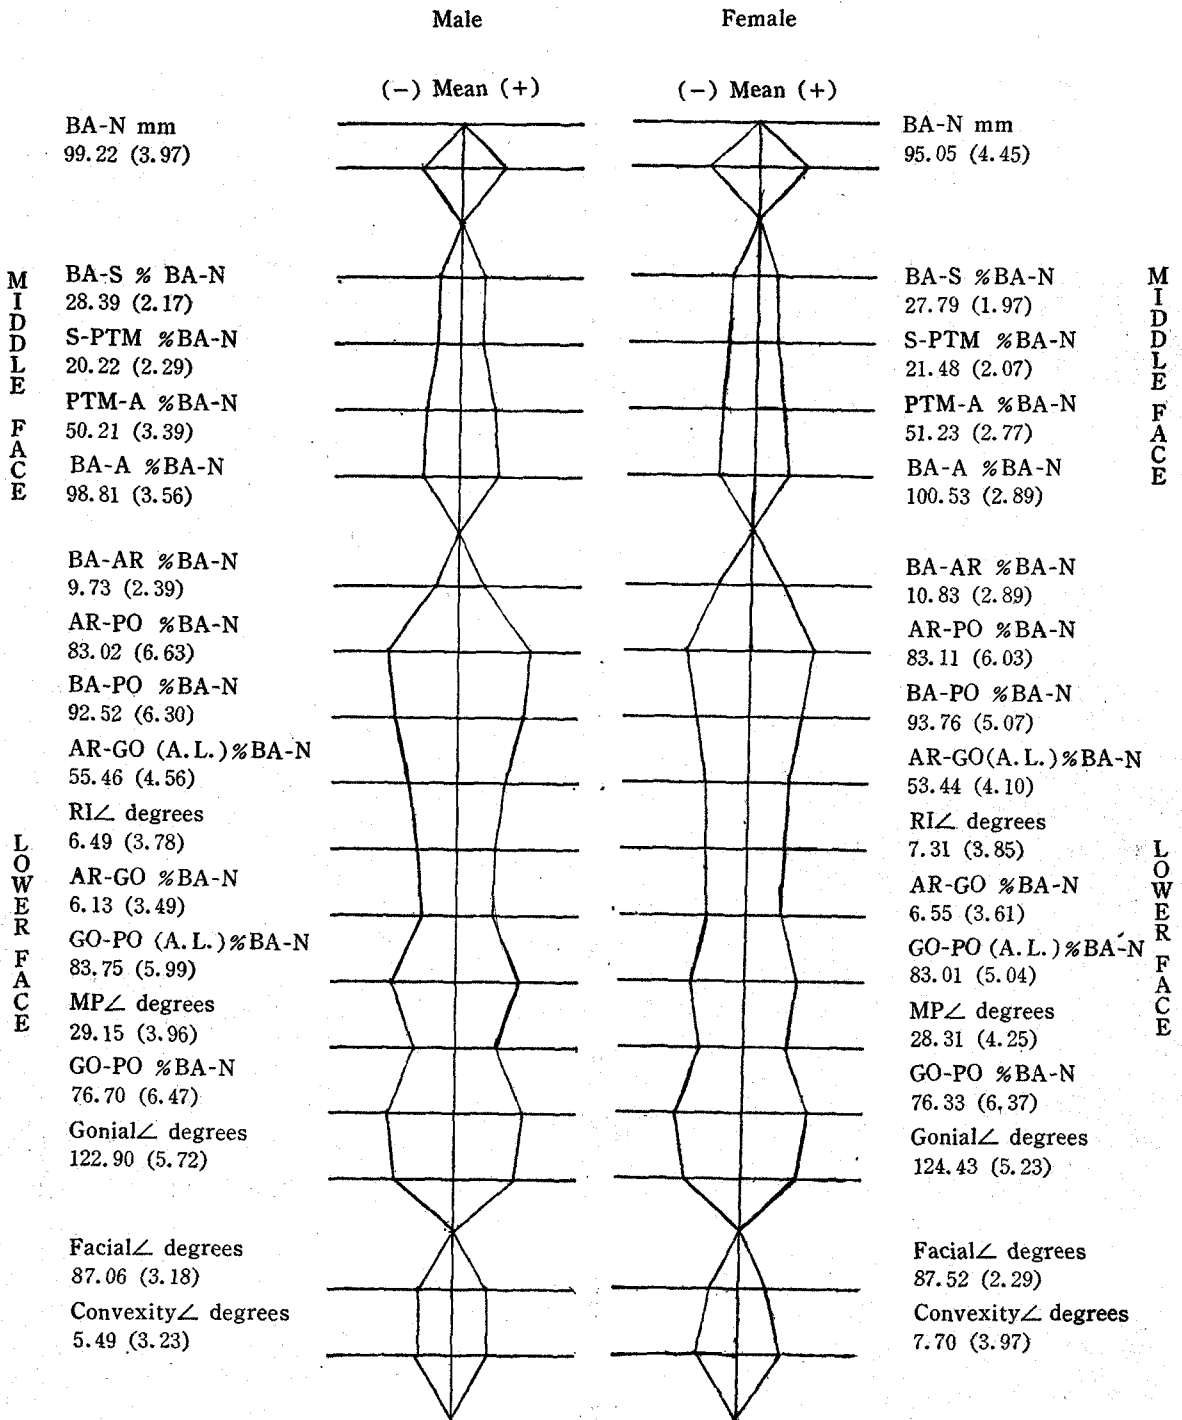 Male Female
(−) Mean (+) (−) Mean (+)
BA-N mm
99.22 (3.97)
MIDDLE FACE
BA-S % BA-N
28.39 (2.17)
S-PTM %BA-N
20.22 (2.29)
PTM-A %BA-N
50.21 (3.39)
BA-A %BA-N
98.81 (3.56)
LOWER FACE
BA-AR %BA-N
9.73 (2.39)
AR-PO %BA-N
83.02 (6.63)
BA-PO %BA-N
92.52 (6.30)
AR-GO (A.L.)%BA-N
55.46 (4.56)
RI∠ degrees
6.49 (3.78)
AR-GO %BA-N
6.13 (3.49)
GO-PO (A.L.)%BA-N
83.75 (5.99)
MP∠ degrees
29.15 (3.96)
GO-PO %BA-N
76.70 (6.47)
Gonial∠ degrees
122.90 (5.72)
Facial∠ degrees
87.06 (3.18)
Convexity∠ degrees
5.49 (3.23)
BA-N mm
95.05 (4.45)
MIDDLE FACE
BA-S %BA-N
27.79 (1.97)
S-PTM %BA-N
21.48 (2.07)
PTM-A %BA-N
51.23 (2.77)
BA-A %BA-N
100.53 (2.89)
LOWER FACE
BA-AR %BA-N
10.83 (2.89)
AR-PO %BA-N
83.11 (6.03)
BA-PO %BA-N
93.76 (5.07)
AR-GO(A.L.)%BA-N
53.44 (4.10)
RI∠ degrees
7.31 (3.85)
AR-GO %BA-N
6.55 (3.61)
GO-PO (A.L.)%BA-N
83.01 (5.04)
MP∠ degrees
28.31 (4.25)
GO-PO %BA-N
76.33 (6.37)
Gonial∠ degrees
124.43 (5.23)
Facial∠ degrees
87.52 (2.29)
Convexity∠ degrees
7.70 (3.97)